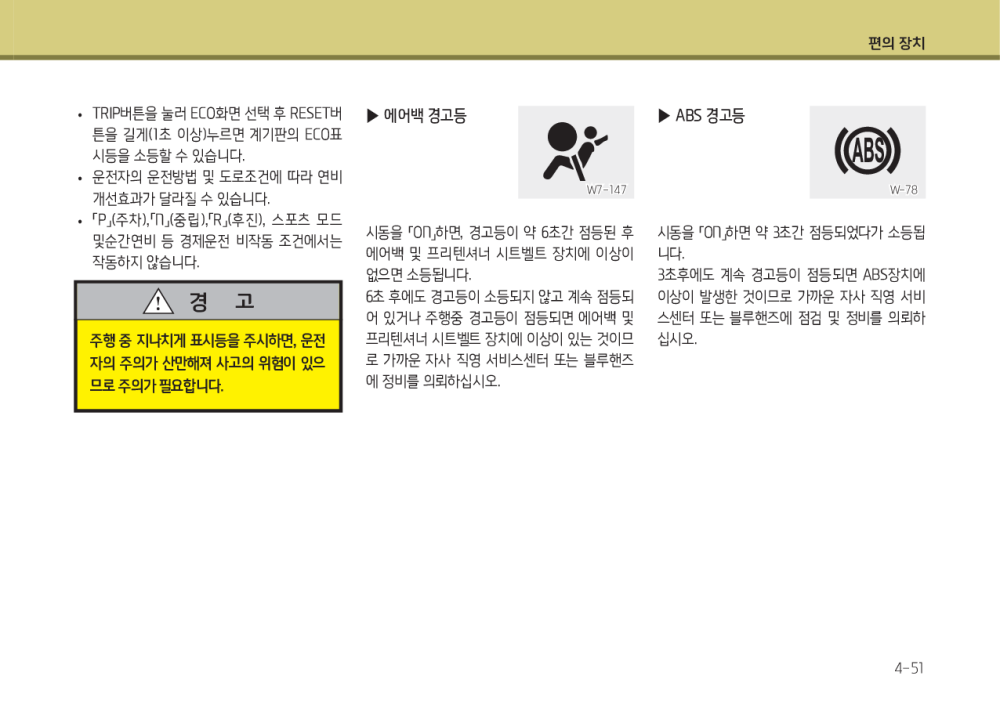 편의 장치
• TRIP버튼을 눌러 ECO화면 선택 후 RESET버
튼을 길게(1초 이상)누르면 계기판의 ECO표
시등을 소등할 수 있습니다.
• 운전자의 운전방법 및 도로조건에 따라 연비
개선효과가 달라질 수 있습니다.
• 「P」(주차),「N」(중립),「R」(후진), 스포츠 모드
및순간연비 등 경제운전 비작동 조건에서는
작동하지 않습니다.
경 고
주행 중 지나치게 표시등을 주시하면, 운전
자의 주의가 산만해져 사고의 위험이 있으
므로 주의가 필요합니다.
▶ 에어백 경고등
W7-147
시동을 「ON」하면, 경고등이 약 6초간 점등된 후
에어백 및 프리텐셔너 시트벨트 장치에 이상이
없으면 소등됩니다.
6초 후에도 경고등이 소등되지 않고 계속 점등되
어 있거나 주행중 경고등이 점등되면 에어백 및
프리텐셔너 시트벨트 장치에 이상이 있는 것이므
로 가까운 자사 직영 서비스센터 또는 블루핸즈
에 정비를 의뢰하십시오.
▶ ABS 경고등
ABS
W-78
시동을 「ON」하면 약 3초간 점등되었다가 소등됩
니다.
3초후에도 계속 경고등이 점등되면 ABS장치에
이상이 발생한 것이므로 가까운 자사 직영 서비
스센터 또는 블루핸즈에 점검 및 정비를 의뢰하
십시오.
4-51